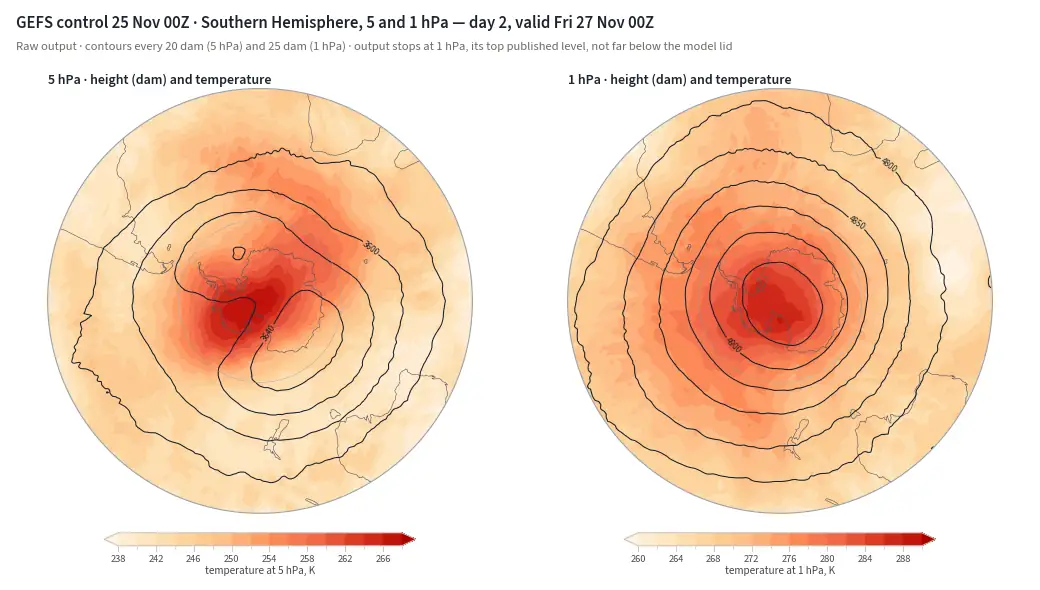 GEFS control 25 Nov 00Z · Southern Hemisphere, 5 and 1 hPa — day 2, valid Fri 27 Nov 00Z
Raw output · contours every 20 dam (5 hPa) and 25 dam (1 hPa) · output stops at 1 hPa, its top published level, not far below the model lid
5 hPa · height (dam) and temperature
1 hPa · height (dam) and temperature
3600
3640
4800
4850
4900
238 242 246 250 254 258 262 266
temperature at 5 hPa, K
260 264 268 272 276 280 284 288
temperature at 1 hPa, K